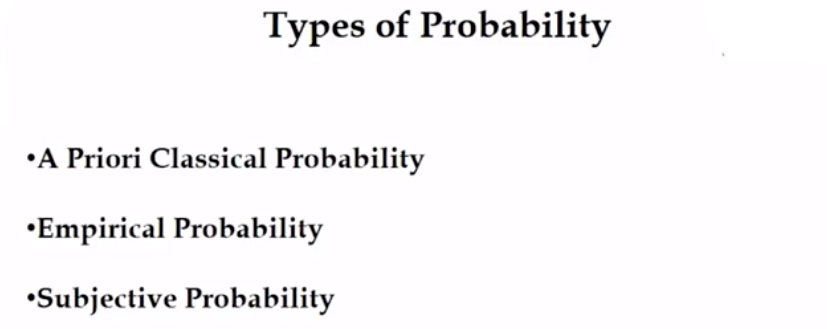 Types of Probability
•A Priori Classical Probability
•Empirical Probability
•Subjective Probability